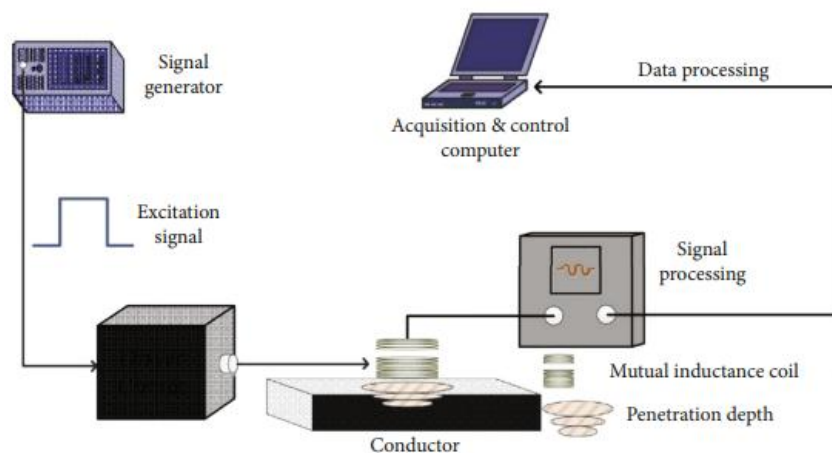 Signal
generator
Data processing
Acquisition & control
computer
Excitation
signal
Signal
processing
Mutual inductance coil
Penetration depth
Conductor